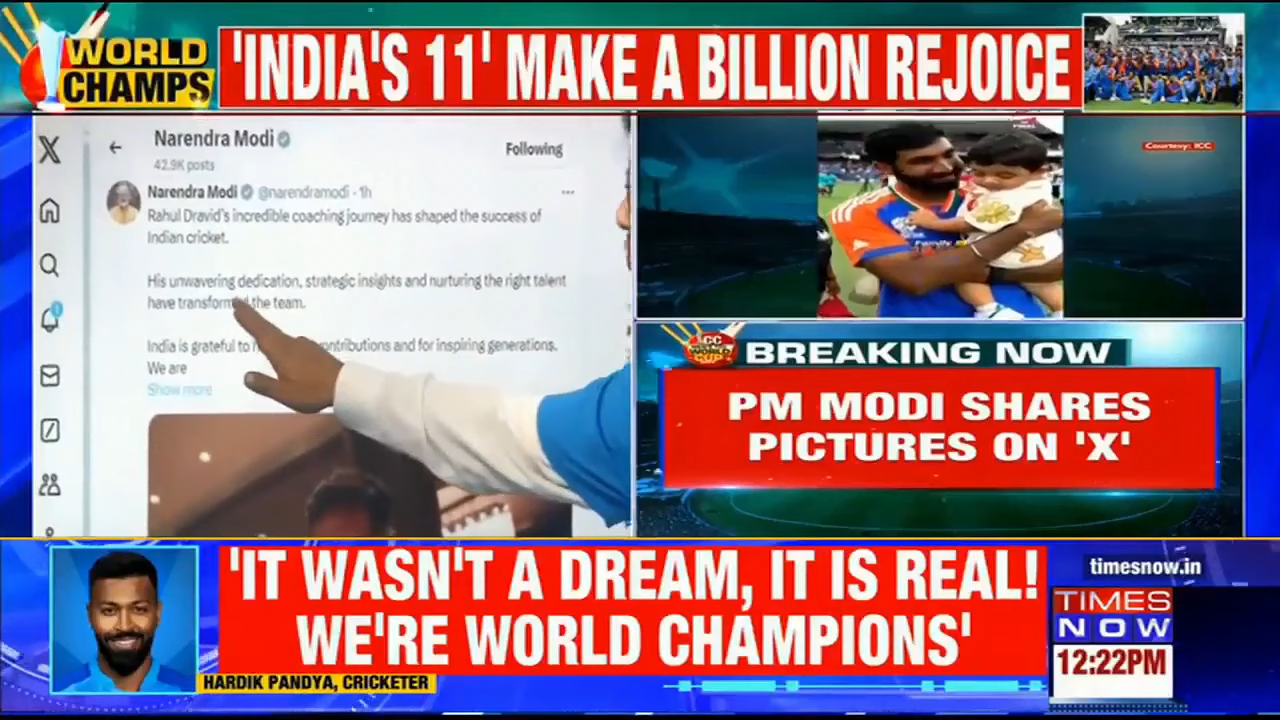 WORLD
CHAMPS
'INDIA'S 11' MAKE A BILLION REJOICE
Narendra Modi
42.9K posts
Following
Narendra Modi @narendramodi · 1h
Rahul Dravid's incredible coaching journey has shaped the success of
Indian cricket.
His unwavering dedication, strategic insights and nurturing the right talent
have transformed the team.
India is grateful to contributions and for inspiring generations.
We are
Show more
FINAL
Courtesy: ICC
ICC
WORLD
CUP
BREAKING NOW
PM MODI SHARES
PICTURES ON 'X'
'IT WASN'T A DREAM, IT IS REAL!
WE'RE WORLD CHAMPIONS'
HARDIK PANDYA, CRICKETER
timesnow.in
TIMES
NOW
12:22PM